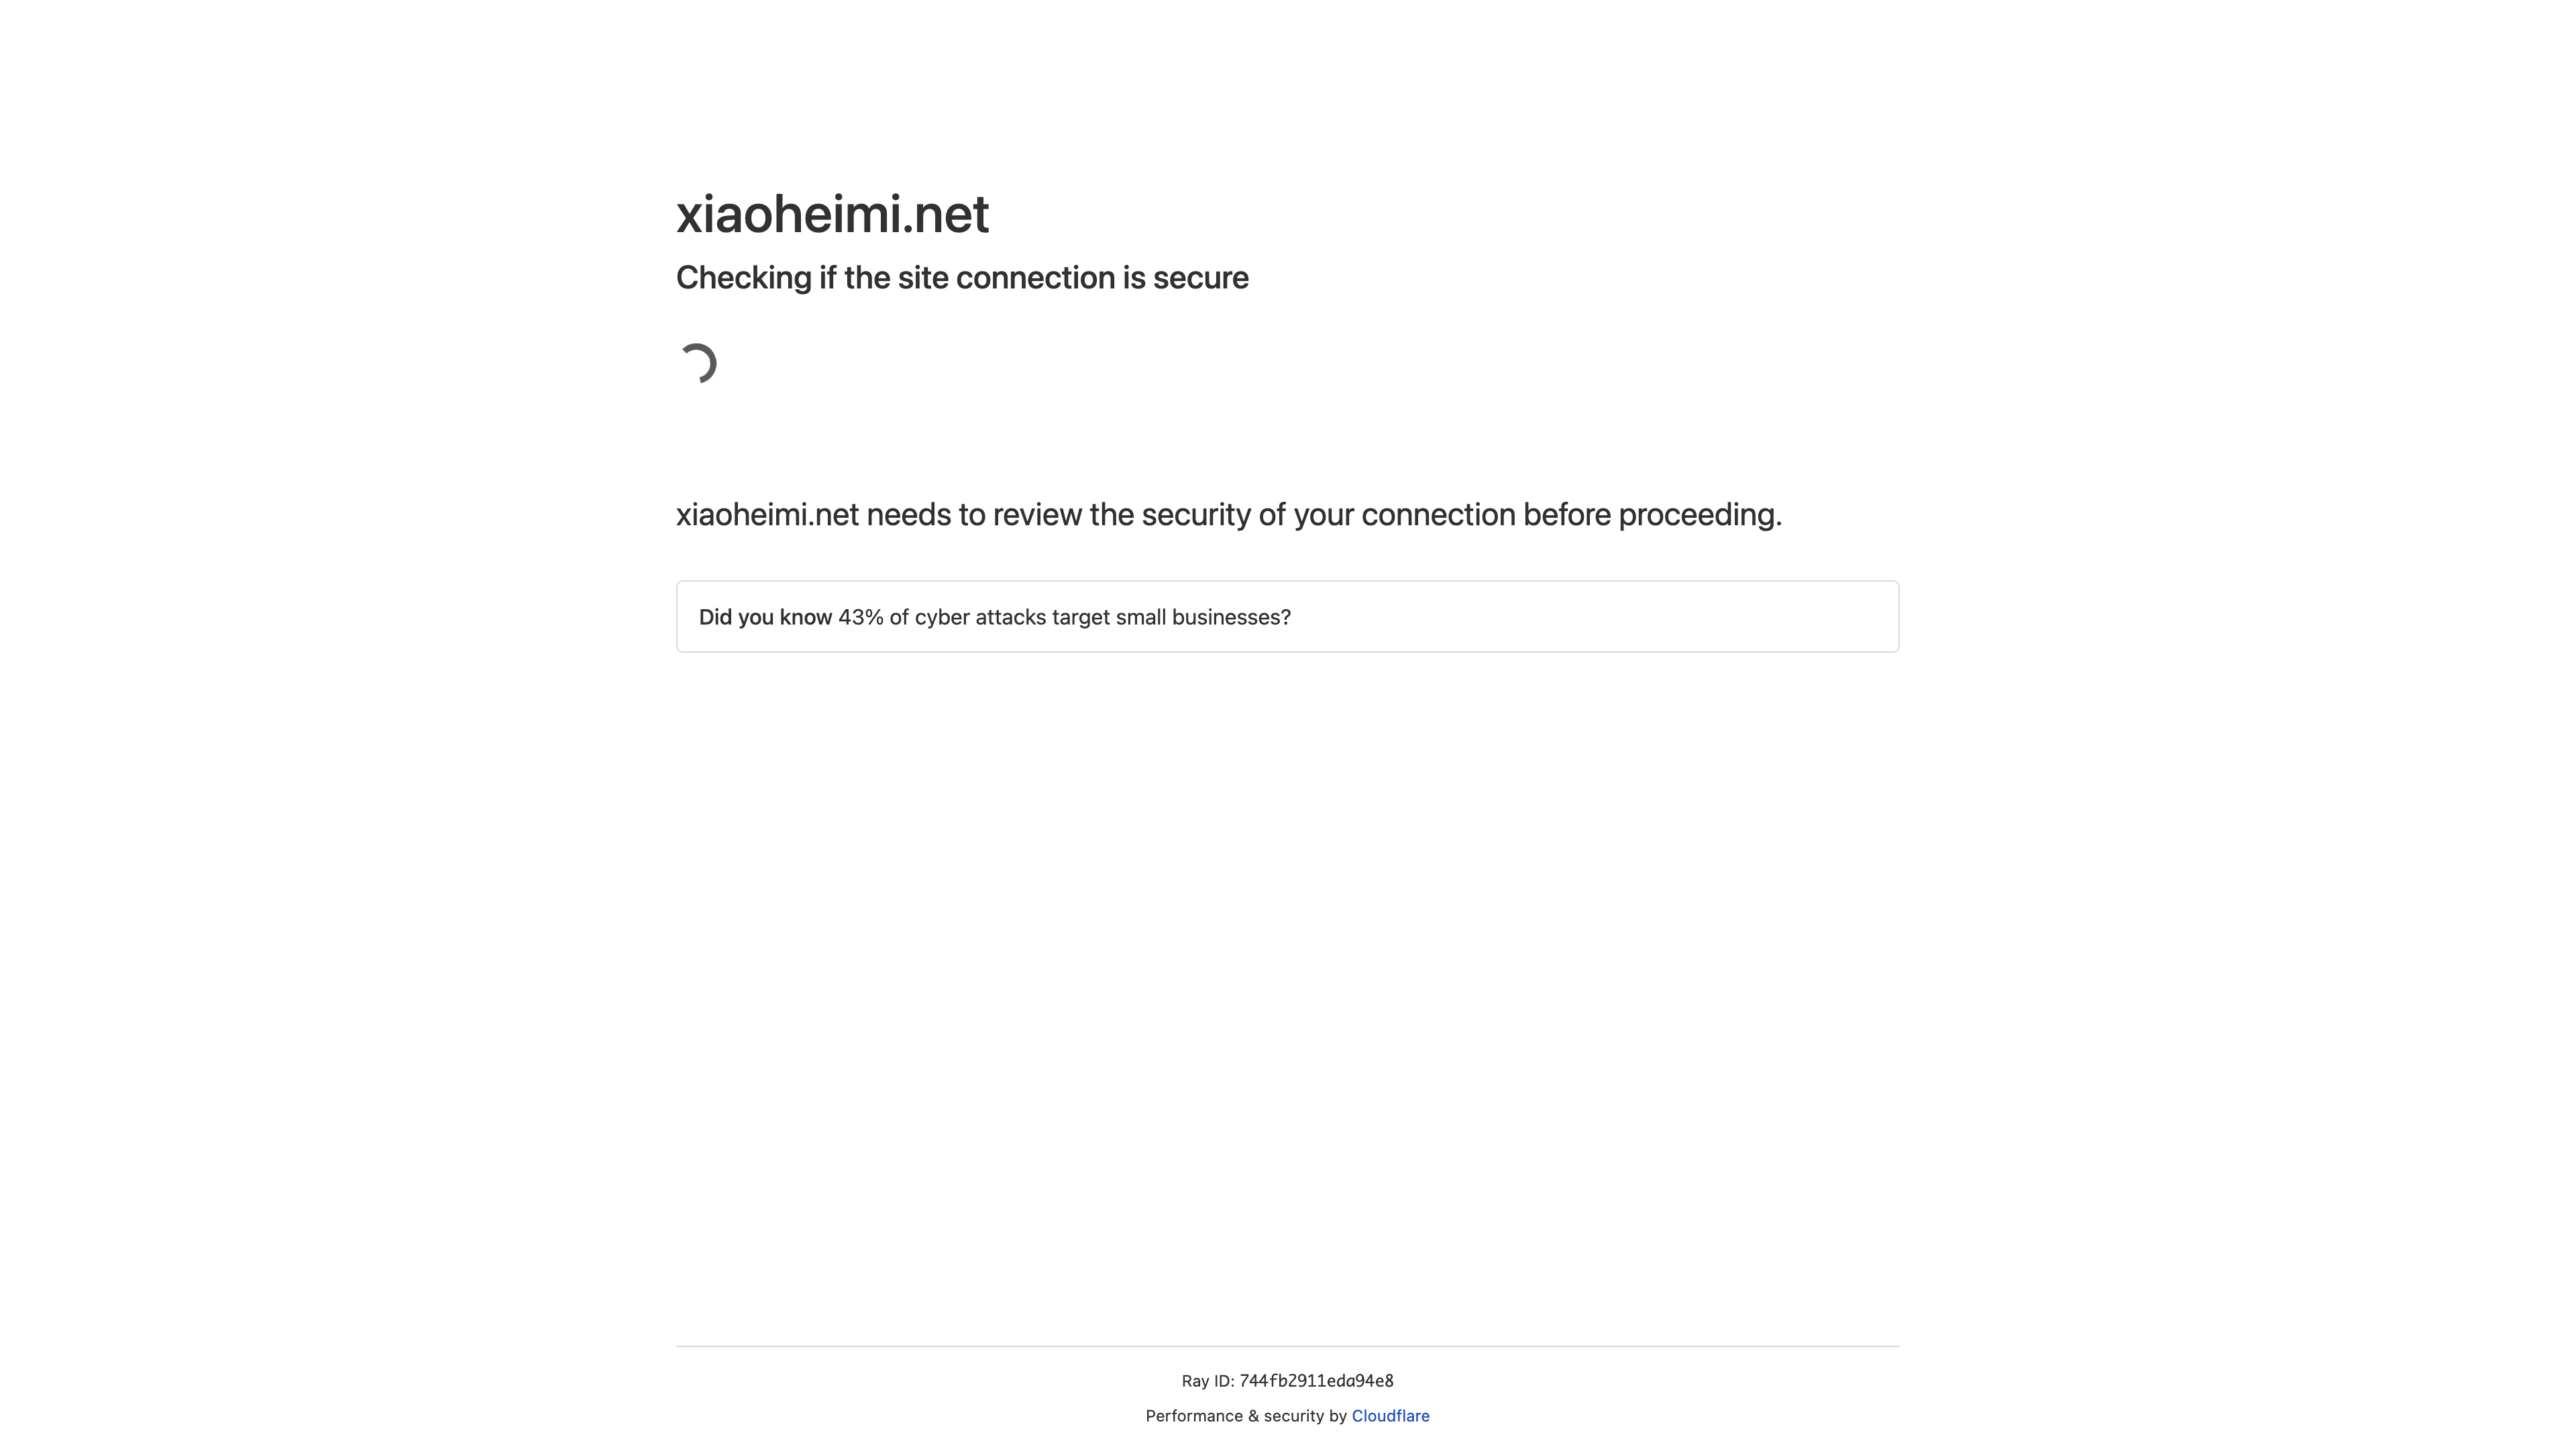 xiaoheimi.net
Checking if the site connection is secure
xiaoheimi.net needs to review the security of your connection before proceeding.
Did you know 43% of cyber attacks target small businesses?
Ray ID: 744fb2911eda94e8
Performance & security by Cloudflare